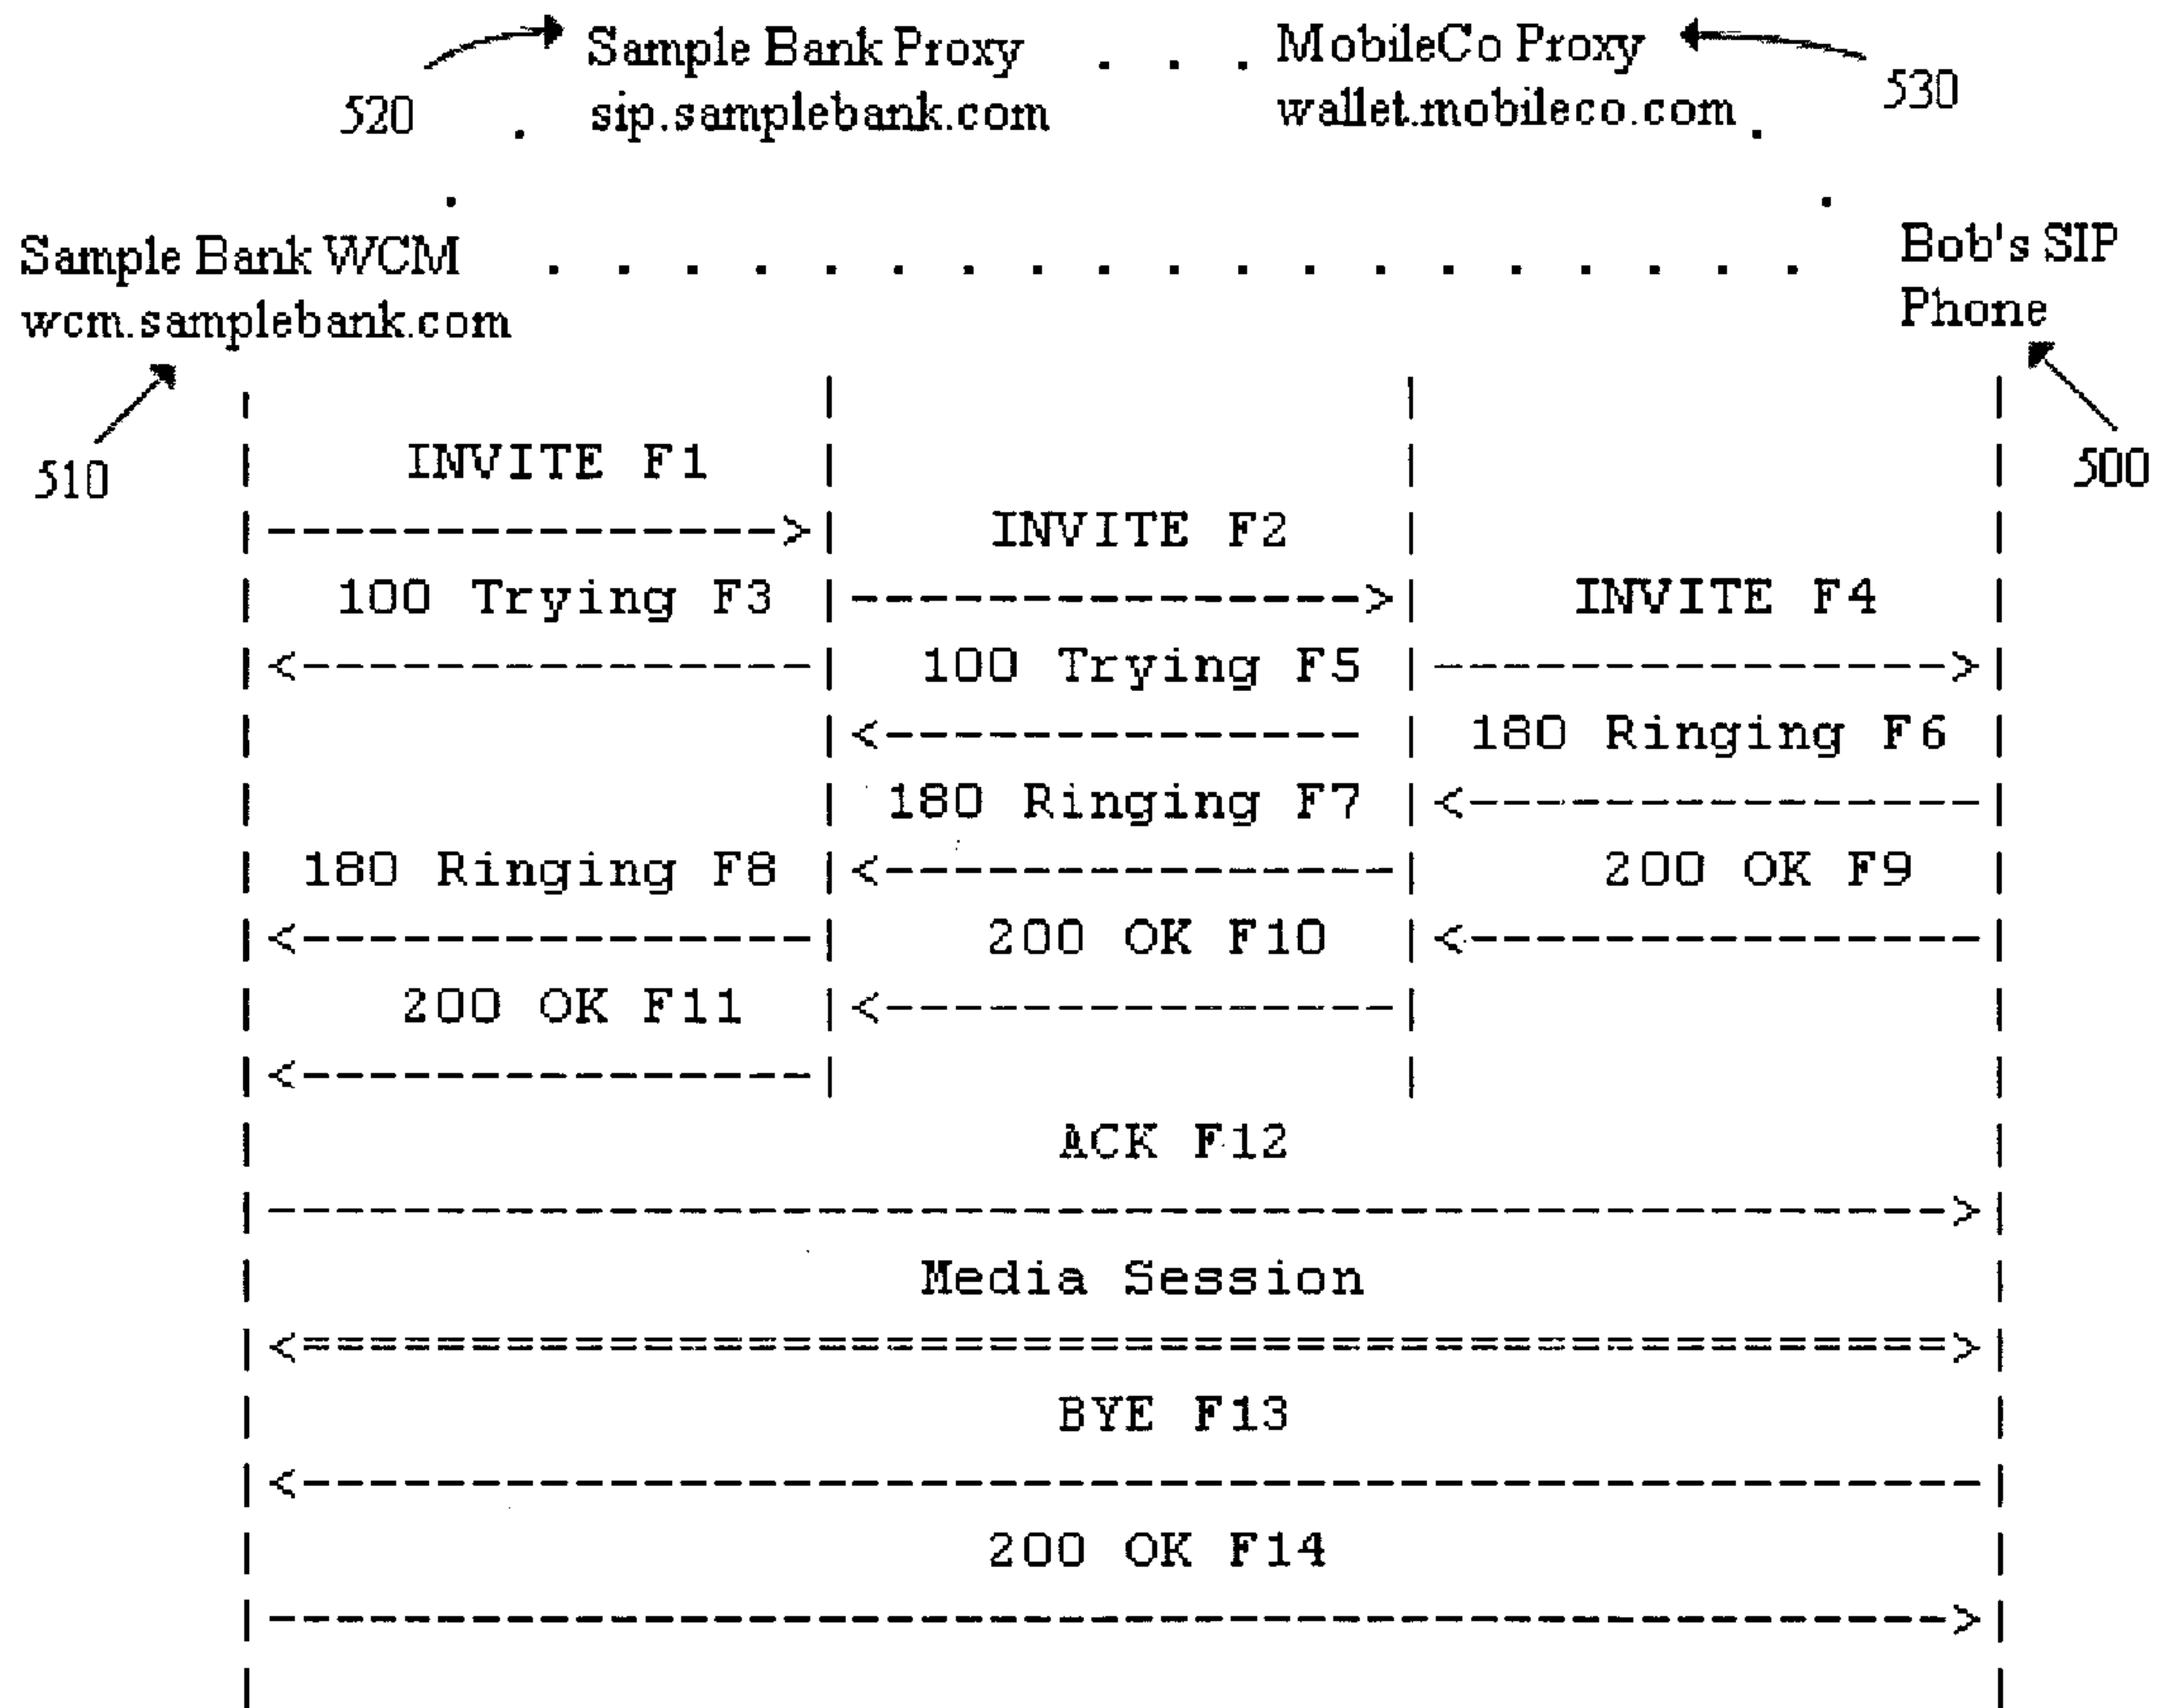 Sample Bank Proxy . . . MobileCo Proxy
520 sip.samplebank.com wallet.mobileco.com 530
Sample Bank WCM Bob's SIP
wcm.samplebank.com Phone
510 INVITE F1 500
INVITE F2
100 Trying F3 INVITE F4
100 Trying F5
180 Ringing F6
180 Ringing F7
180 Ringing F8 200 OK F9
200 OK F10
200 OK F11
ACK F12
Media Session
BYE F13
200 OK F14